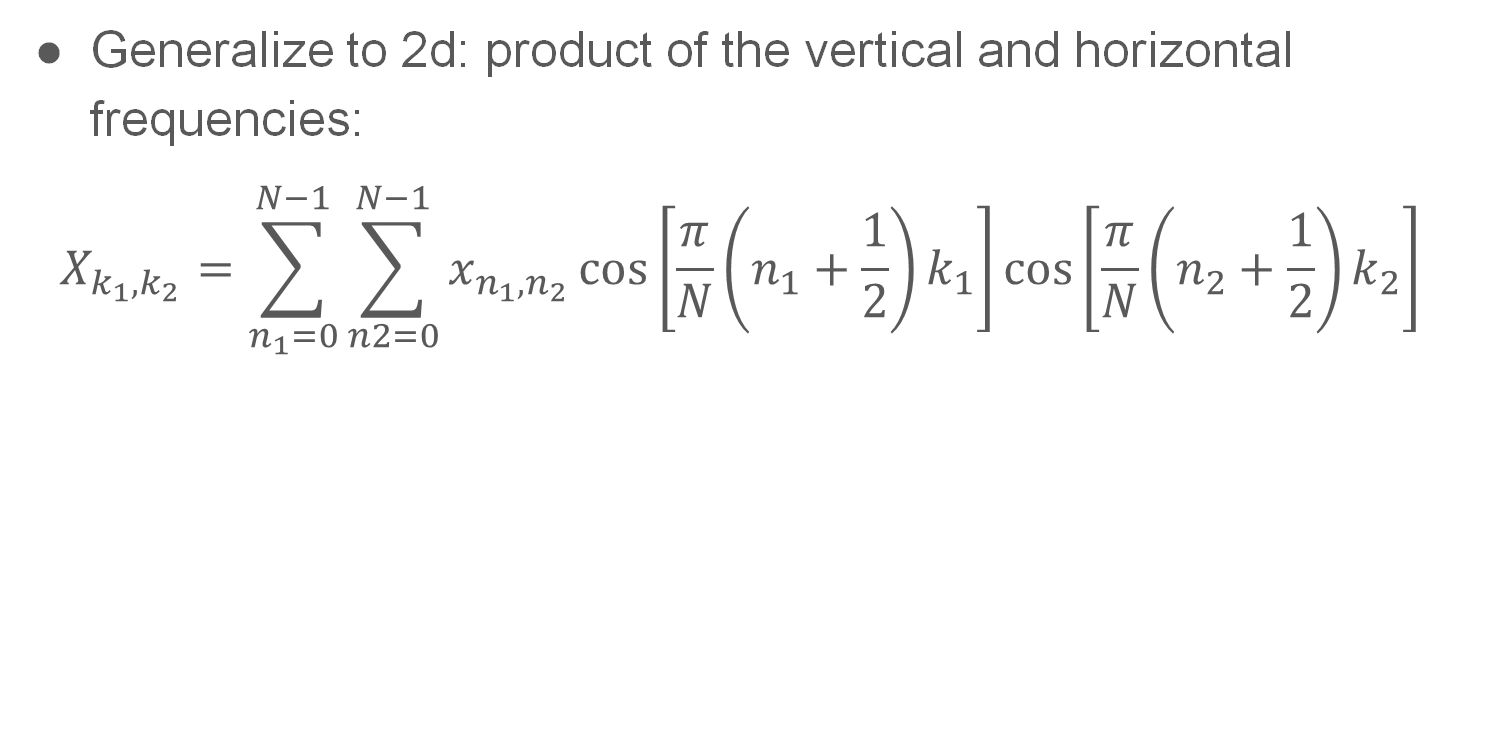 ● Generalize to 2d: product of the vertical and horizontal
frequencies:
$X_{k_1,k_2} = \sum_{n_1=0}^{N-1} \sum_{n2=0}^{N-1} x_{n_1,n_2} \cos\left[\frac{\pi}{N}\left(n_1+\frac{1}{2}\right)k_1\right] \cos\left[\frac{\pi}{N}\left(n_2+\frac{1}{2}\right)k_2\right]$